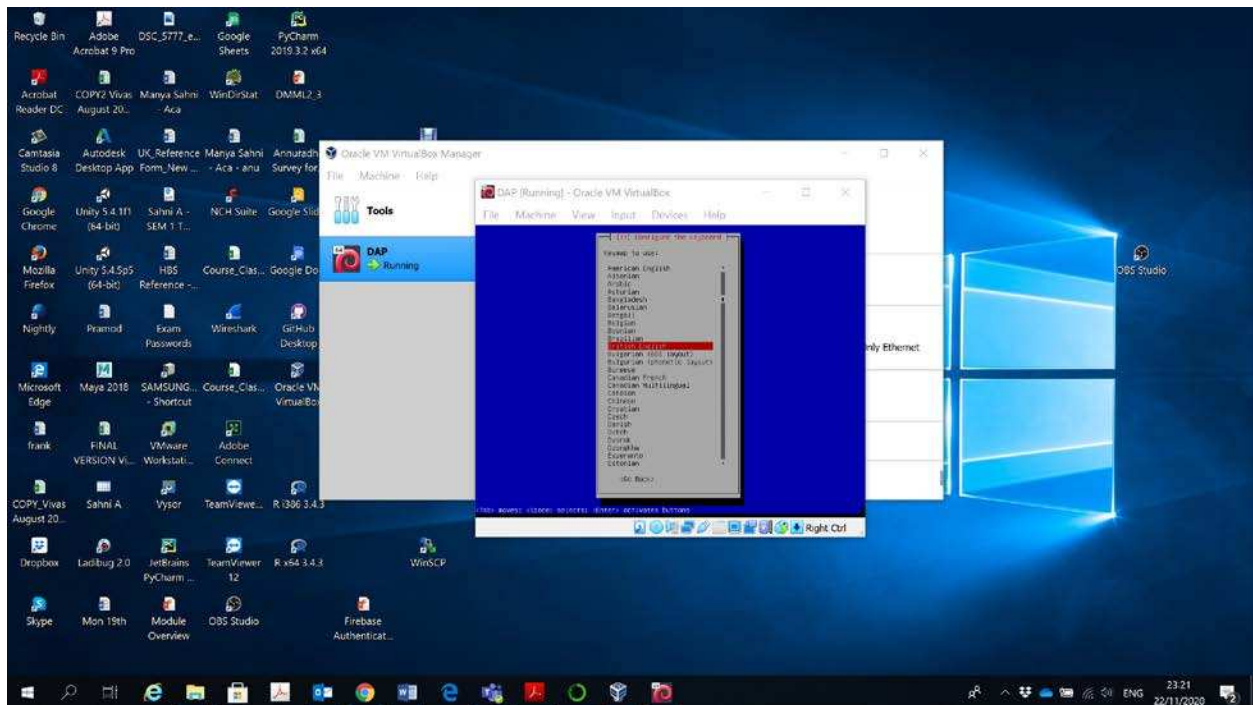 Recycle Bin
Adobe
Acrobat 9 Pro
DSC_5777_e...
Google
Sheets
PyCharm
2019.3.2 x64
Acrobat
Reader DC
COPY2 Vivas
August 20...
Manya Sahni
- Aca
WinDirStat
DMML2_3
Camtasia
Studio 8
Autodesk
Desktop App
UK_Reference
Form_New ...
Manya Sahni
- Aca - anu
Annuradh
Survey for
Google
Chrome
Unity 5.4.1f1
(64-bit)
Sahni A -
SEM 1 T...
NCH Suite
Google Slid
Mozilla
Firefox
Unity 5.4.5p5
(64-bit)
HBS
Reference -...
Course_Clas...
Google Do
Nightly
Pramod
Exam
Passwords
Wireshark
GitHub
Desktop
Microsoft
Edge
Maya 2018
SAMSUNG...
- Shortcut
Course_Clas...
Oracle VM
VirtualBox
frank
FINAL
VERSION Vi...
VMware
Workstati...
Adobe
Connect
COPY_Vivas
August 20...
Sahni A
Vysor
TeamViewer...
R i386 3.4.3
Dropbox
Ladibug 2.0
JetBrains
PyCharm ...
TeamViewer
12
R x64 3.4.3
WinSCP
Skype
Mon 19th
Module
Overview
OBS Studio
Firebase
Authenticat...
OBS Studio
Oracle VM VirtualBox Manager
File Machine Help
Tools
DAP
Running
nly Ethernet
DAP [Running] - Oracle VM VirtualBox
File Machine View Input Devices Help
[!!] Configure the keyboard
Keymap to use:
American English
Albanian
Arabic
Asturian
Bangladesh
Belarusian
Bengali
Belgian
Bosnian
Brazilian
British English
Bulgarian (BDS layout)
Bulgarian (phonetic layout)
Burmese
Canadian French
Canadian Multilingual
Catalan
Chinese
Croatian
Czech
Danish
Dutch
Dvorak
Dzongkha
Esperanto
Estonian
<Go Back>
<Tab> moves; <Space> selects; <Enter> activates buttons
Right Ctrl
ENG
23:21
22/11/2020